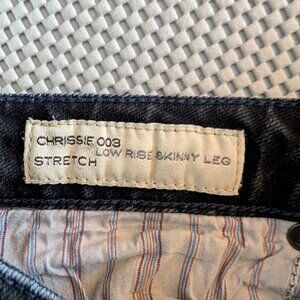 CHRISSIE 003
LOW RISE SKINNY LEG
STRETCH